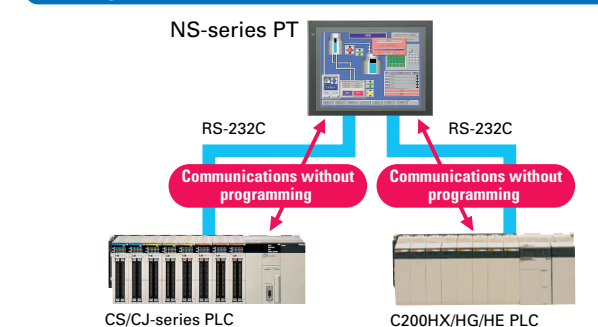 NS-series PT
RS-232C
RS-232C
Communications without
programming
Communications without
programming
CS/CJ-series PLC
C200HX/HG/HE PLC